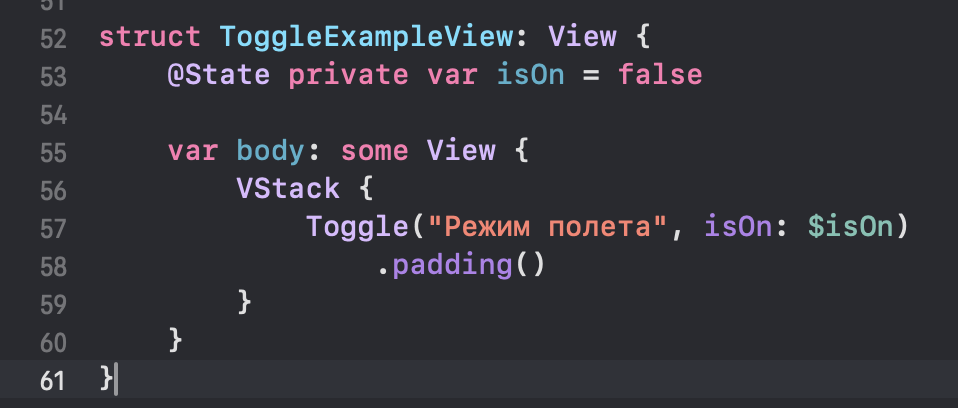 51
52 struct ToggleExampleView: View {
53 @State private var isOn = false
54
55 var body: some View {
56 VStack {
57 Toggle("Режим полета", isOn: $isOn)
58 .padding()
59 }
60 }
61 }